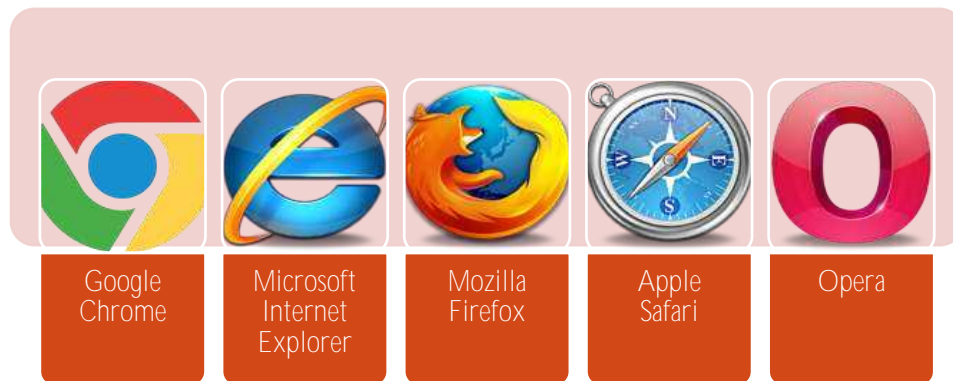 Google
Chrome
Microsoft
Internet
Explorer
Mozilla
Firefox
Apple
Safari
Opera
N
W
E
S